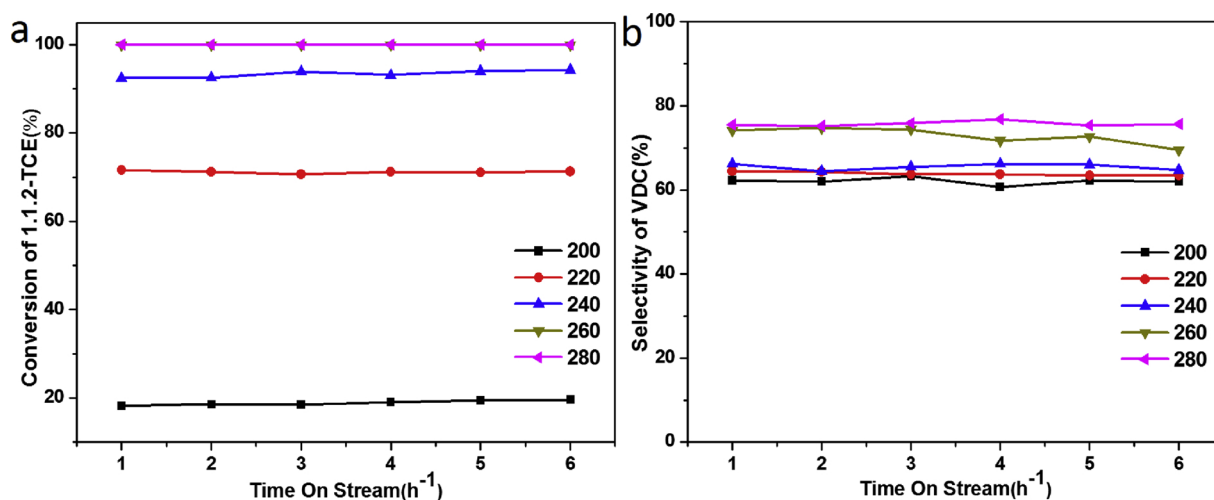 a
Conversion of 1.1.2-TCE(%)
100
80
60
40
20
200
220
240
260
280
1 2 3 4 5 6
Time On Stream(h⁻¹)
b
Selectivity of VDC(%)
100
80
60
40
20
0
200
220
240
260
280
1 2 3 4 5 6
Time On Stream(h⁻¹)